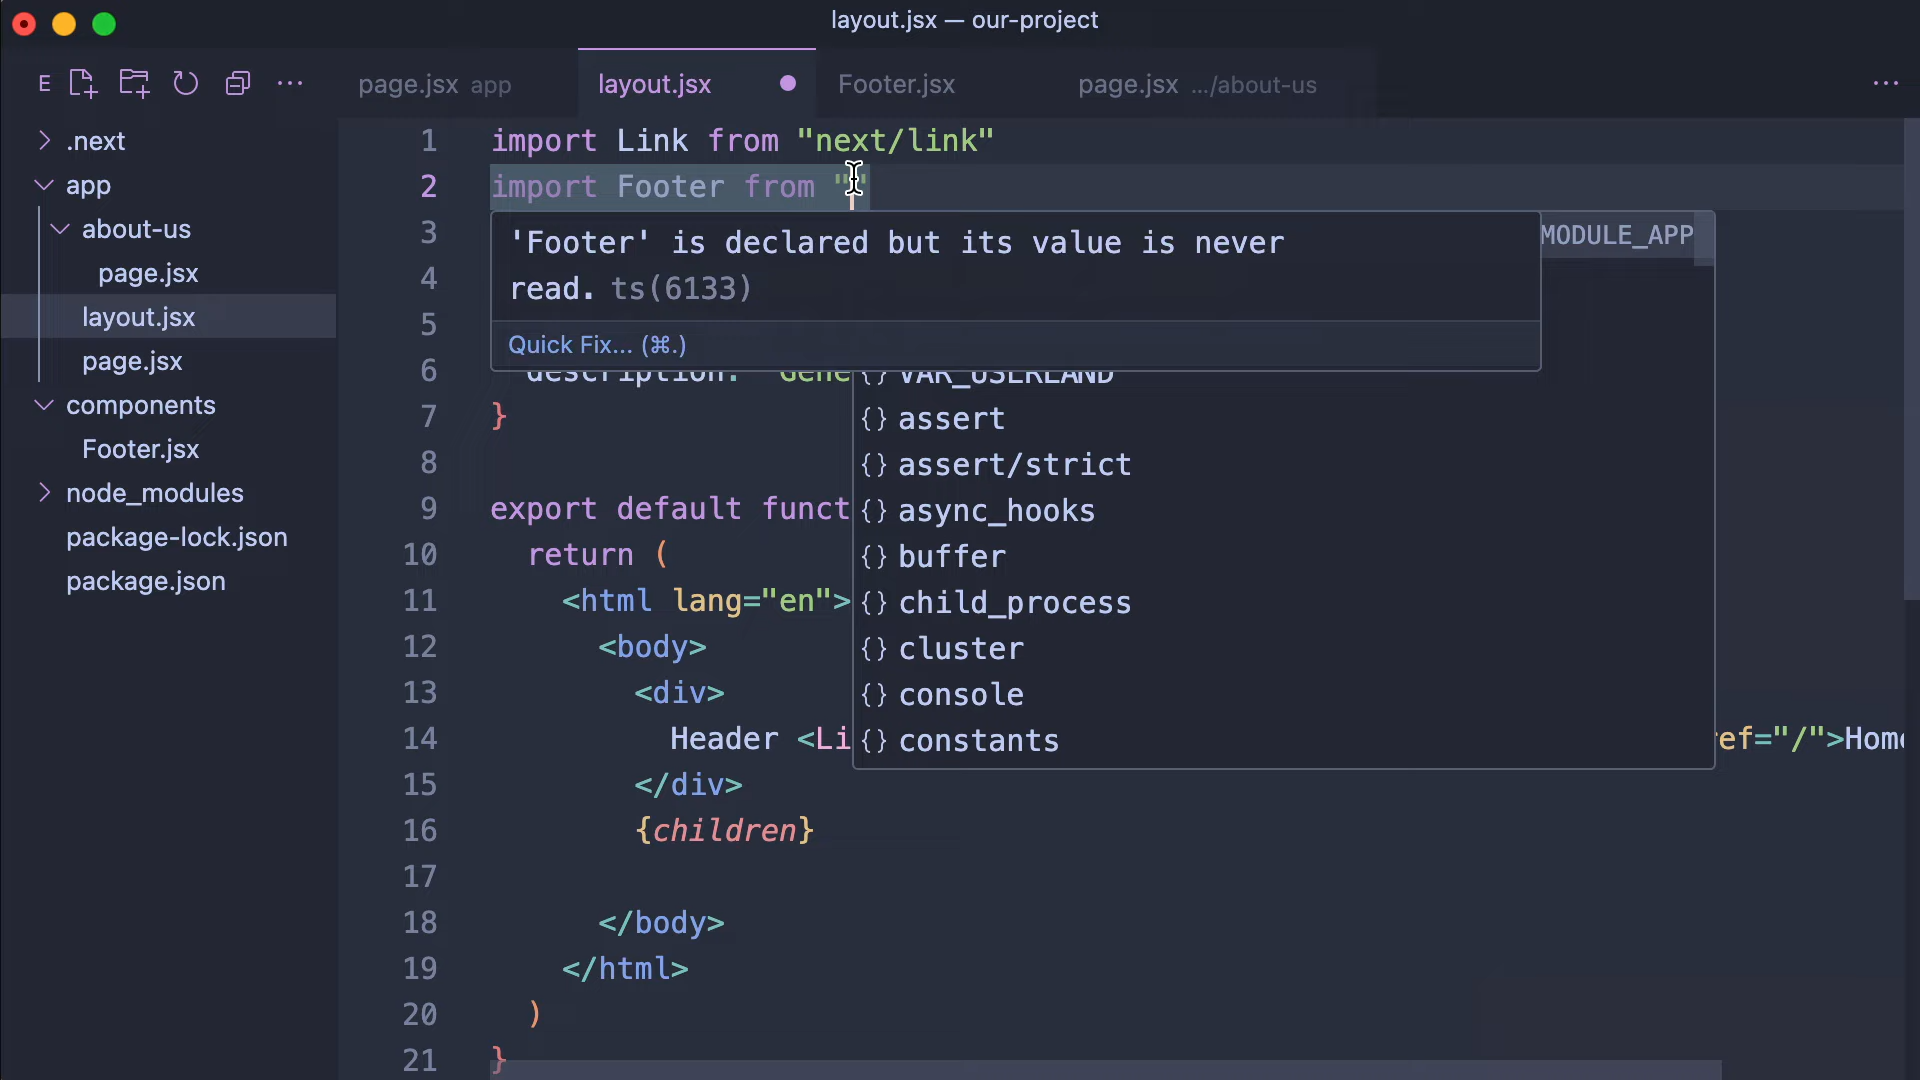 layout.jsx — our-project
E ···
page.jsx app
layout.jsx
Footer.jsx
page.jsx .../about-us
···
.next
app
about-us
page.jsx
layout.jsx
page.jsx
components
Footer.jsx
node_modules
package-lock.json
package.json
1 import Link from "next/link"
2 import Footer from ""
3
4
5
6 description: "Gene
7 }
8
9 export default funct
10 return (
11 <html lang="en">
12 <body>
13 <div>
14 Header <Li ref="/">Home
15 </div>
16 {children}
17
18 </body>
19 </html>
20 )
21 }
'Footer' is declared but its value is never
read. ts(6133)
Quick Fix... (⌘.)
MODULE_APP
{} VAR_USERLAND
{} assert
{} assert/strict
{} async_hooks
{} buffer
{} child_process
{} cluster
{} console
{} constants